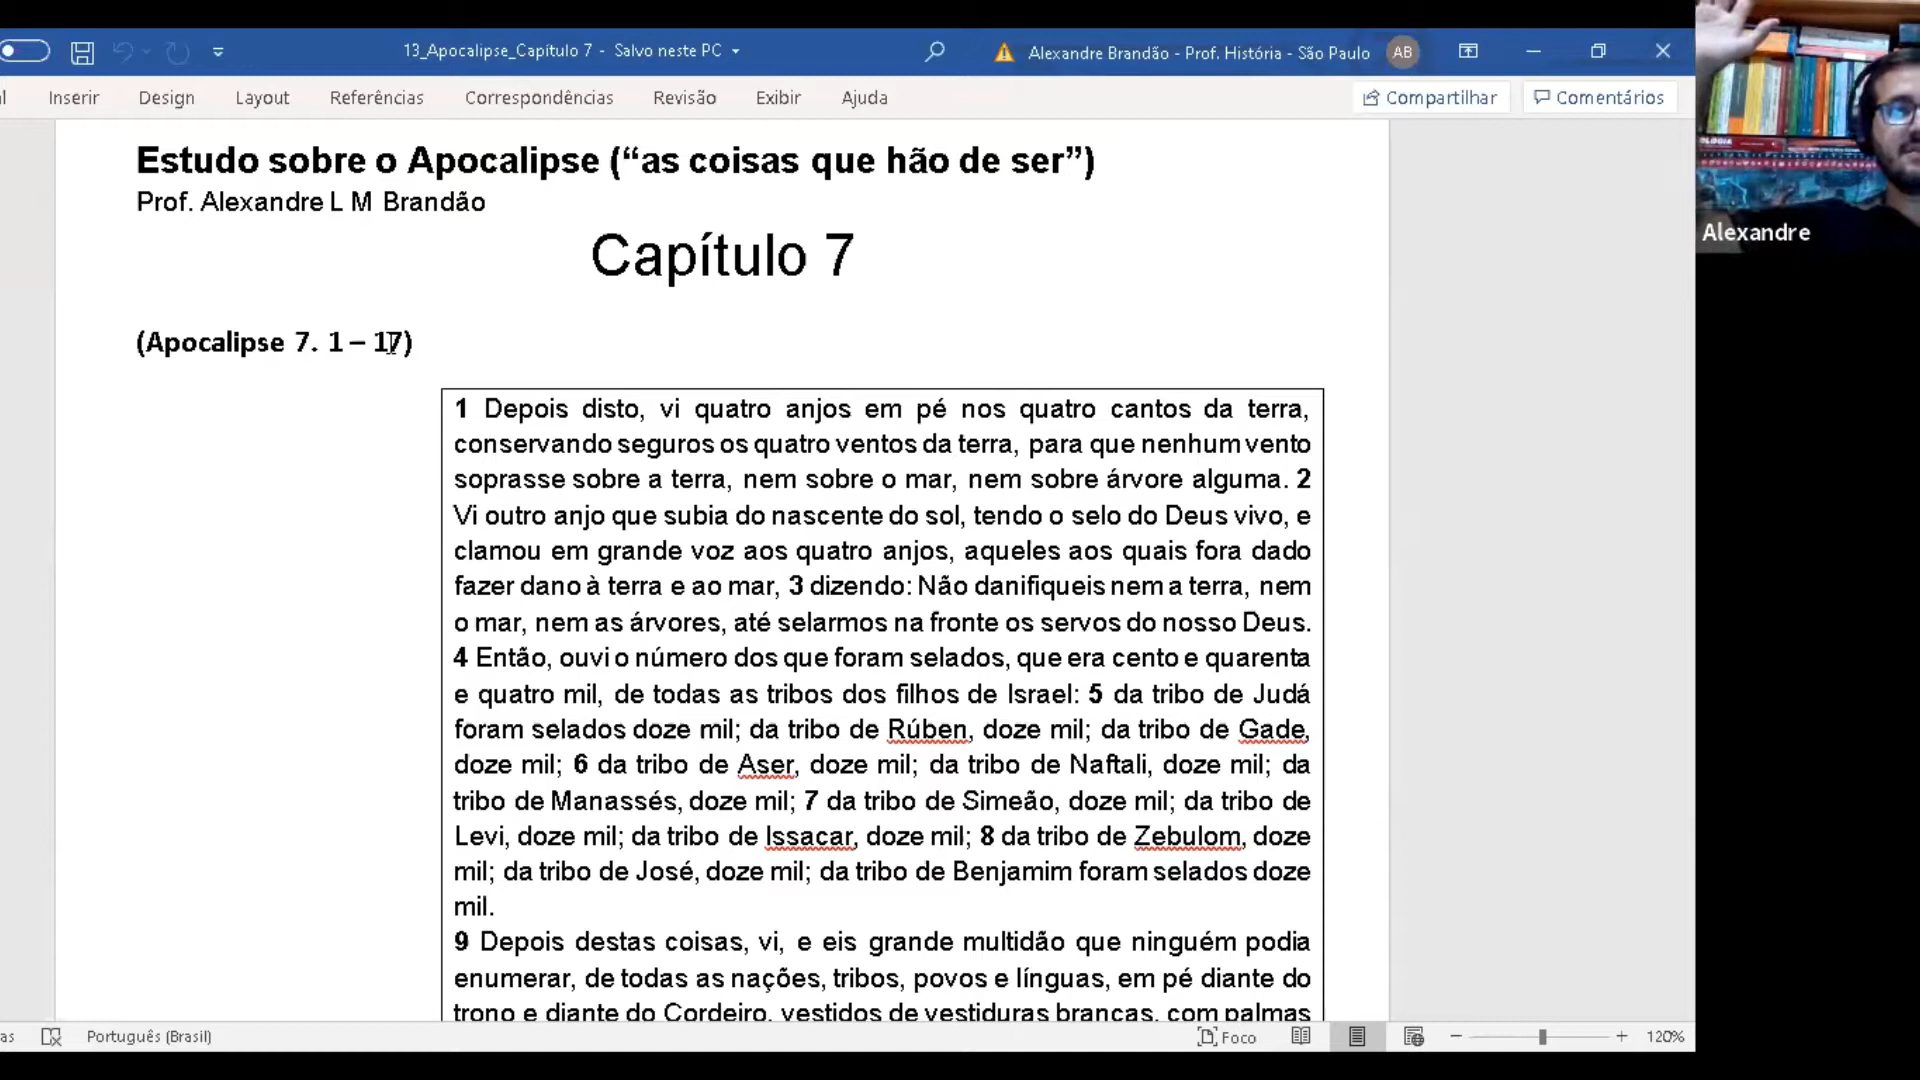 13_Apocalipse_Capítulo 7 - Salvo neste PC
Alexandre Brandão - Prof. História - São Paulo
AB
Inserir
Design
Layout
Referências
Correspondências
Revisão
Exibir
Ajuda
Compartilhar
Comentários
Estudo sobre o Apocalipse (“as coisas que hão de ser”)
Prof. Alexandre L M Brandão
Alexandre
Capítulo 7
(Apocalipse 7. 1 – 17)
1 Depois disto, vi quatro anjos em pé nos quatro cantos da terra,
conservando seguros os quatro ventos da terra, para que nenhum vento
soprasse sobre a terra, nem sobre o mar, nem sobre árvore alguma. 2
Vi outro anjo que subia do nascente do sol, tendo o selo do Deus vivo, e
clamou em grande voz aos quatro anjos, aqueles aos quais fora dado
fazer dano à terra e ao mar, 3 dizendo: Não danifiqueis nem a terra, nem
o mar, nem as árvores, até selarmos na fronte os servos do nosso Deus.
4 Então, ouvi o número dos que foram selados, que era cento e quarenta
e quatro mil, de todas as tribos dos filhos de Israel: 5 da tribo de Judá
foram selados doze mil; da tribo de Rúben, doze mil; da tribo de Gade,
doze mil; 6 da tribo de Aser, doze mil; da tribo de Naftali, doze mil; da
tribo de Manassés, doze mil; 7 da tribo de Simeão, doze mil; da tribo de
Levi, doze mil; da tribo de Issacar, doze mil; 8 da tribo de Zebulom, doze
mil; da tribo de José, doze mil; da tribo de Benjamim foram selados doze
mil.
9 Depois destas coisas, vi, e eis grande multidão que ninguém podia
enumerar, de todas as nações, tribos, povos e línguas, em pé diante do
trono e diante do Cordeiro, vestidos de vestiduras brancas, com palmas
Português (Brasil)
Foco
120%